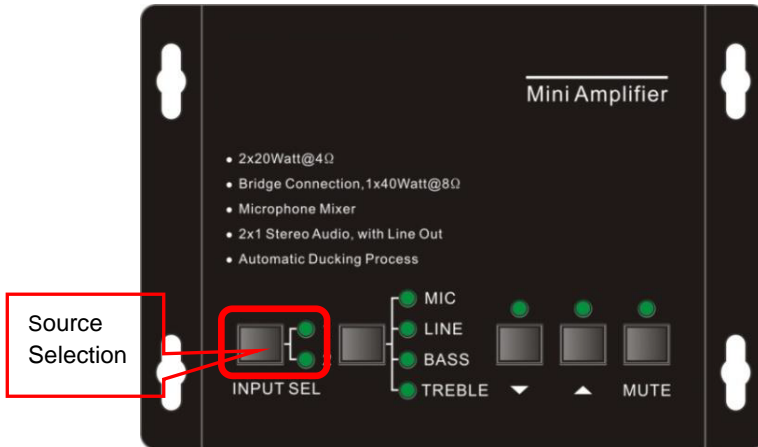 Mini Amplifier
• 2x20Watt@4Ω
• Bridge Connection,1x40Watt@8Ω
• Microphone Mixer
• 2x1 Stereo Audio, with Line Out
• Automatic Ducking Process
Source
Selection
MIC
LINE
BASS
TREBLE
INPUT SEL
MUTE